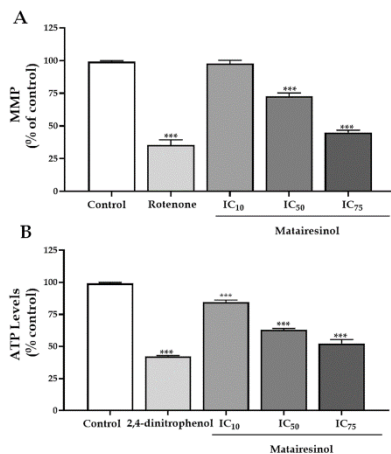 A
MMP
(% of control)
125
100
75
50
25
0
***
***
***
Control Rotenone IC10 IC50 IC75
Matairesinol
B
ATP Levels
(% control)
125
100
75
50
25
0
***
***
***
***
Control 2,4-dinitrophenol IC10 IC50 IC75
Matairesinol